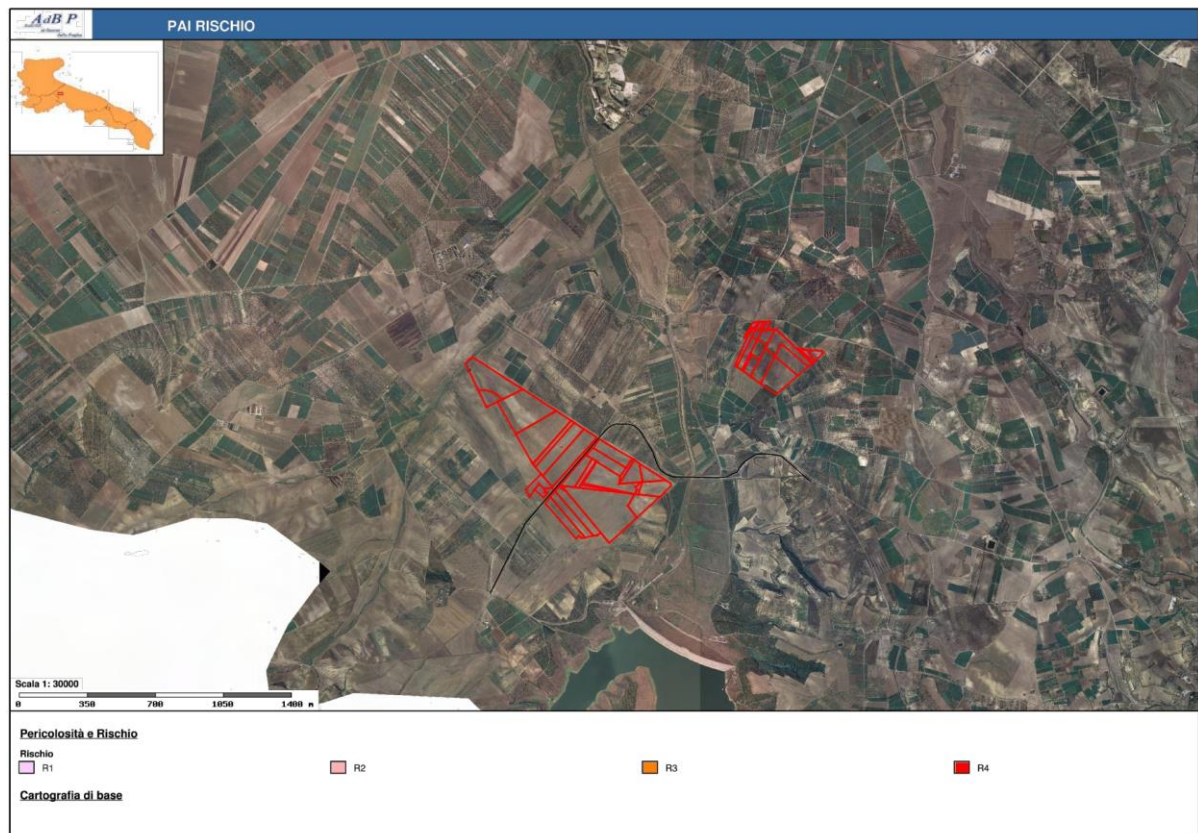 AdB P
PAI RISCHIO
Scala 1: 30000
0 350 700 1050 1400 m
Pericolosità e Rischio
Rischio
R1 R2 R3 R4
Cartografia di base